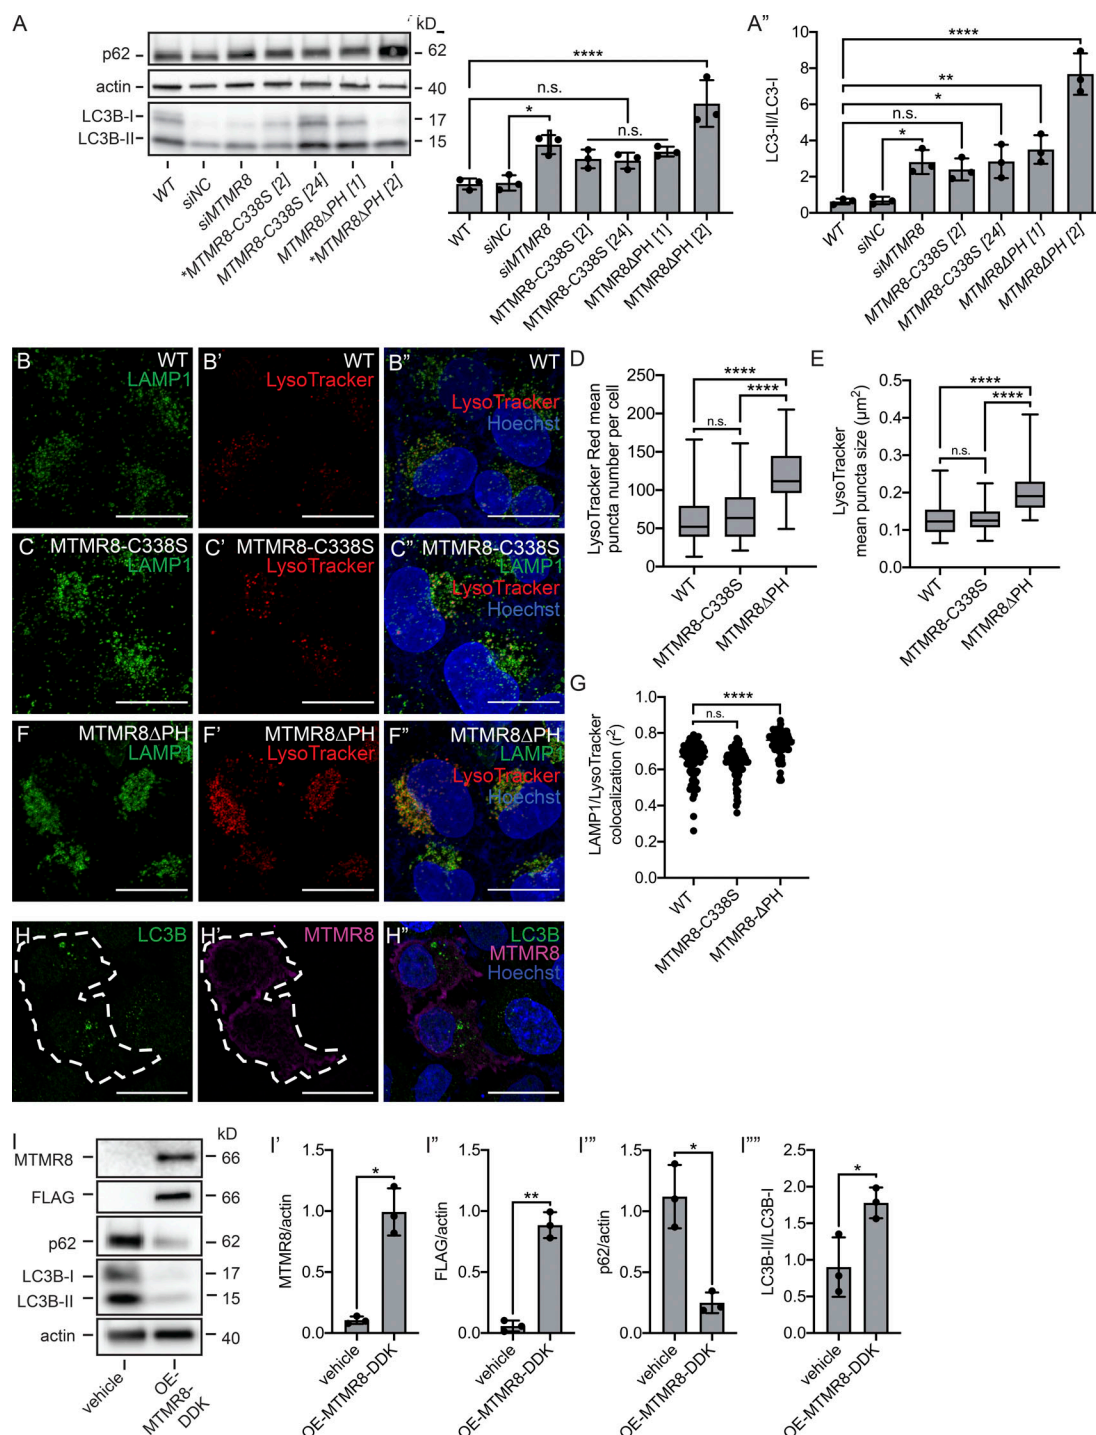 A
kD
p62
62
actin
40
LC3B-I
17
LC3B-II
15
WT
siNC
siMTMR8
*MTMR8-C338S [2]
MTMR8-C338S [24]
MTMR8ΔPH [1]
*MTMR8ΔPH [2]
****
n.s.
*
n.s.
WT
siNC
siMTMR8
MTMR8-C338S [2]
MTMR8-C338S [24]
MTMR8ΔPH [1]
MTMR8ΔPH [2]
A"
LC3-II/LC3-I
10
8
6
4
2
0
****
**
*
n.s.
*
WT
siNC
siMTMR8
MTMR8-C338S [2]
MTMR8-C338S [24]
MTMR8ΔPH [1]
MTMR8ΔPH [2]
B WT
LAMP1
B' WT
LysoTracker
B" WT
LysoTracker
Hoechst
C MTMR8-C338S
LAMP1
C' MTMR8-C338S
LysoTracker
C" MTMR8-C338S
LAMP1
LysoTracker
Hoechst
D
LysoTracker Red mean
puncta number per cell
250
200
150
100
50
0
****
****
n.s.
WT
MTMR8-C338S
MTMR8ΔPH
E
LysoTracker
mean puncta size (μm²)
0.5
0.4
0.3
0.2
0.1
0.0
****
****
n.s.
WT
MTMR8-C338S
MTMR8ΔPH
F MTMR8ΔPH
LAMP1
F' MTMR8ΔPH
LysoTracker
F" MTMR8ΔPH
LAMP1
LysoTracker
Hoechst
G
LAMP1/LysoTracker
colocalization (r²)
1.0
0.8
0.6
0.4
0.2
0.0
****
n.s.
WT
MTMR8-C338S
MTMR8-ΔPH
H LC3B
H' MTMR8
H" LC3B
MTMR8
Hoechst
I
kD
MTMR8
66
FLAG
66
p62
62
LC3B-I
17
LC3B-II
15
actin
40
vehicle
OE-
MTMR8-
DDK
I'
MTMR8/actin
1.5
1.0
0.5
0.0
*
vehicle
OE-MTMR8-DDK
I"
FLAG/actin
1.5
1.0
0.5
0.0
**
vehicle
OE-MTMR8-DDK
I'"
p62/actin
1.5
1.0
0.5
0.0
*
vehicle
OE-MTMR8-DDK
I""
LC3B-II/LC3B-I
2.5
2.0
1.5
1.0
0.5
0.0
*
vehicle
OE-MTMR8-DDK